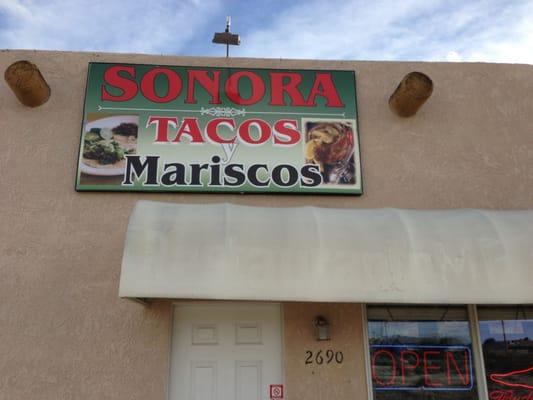 SONORA
TACOS
y
Mariscos
2690
OPEN